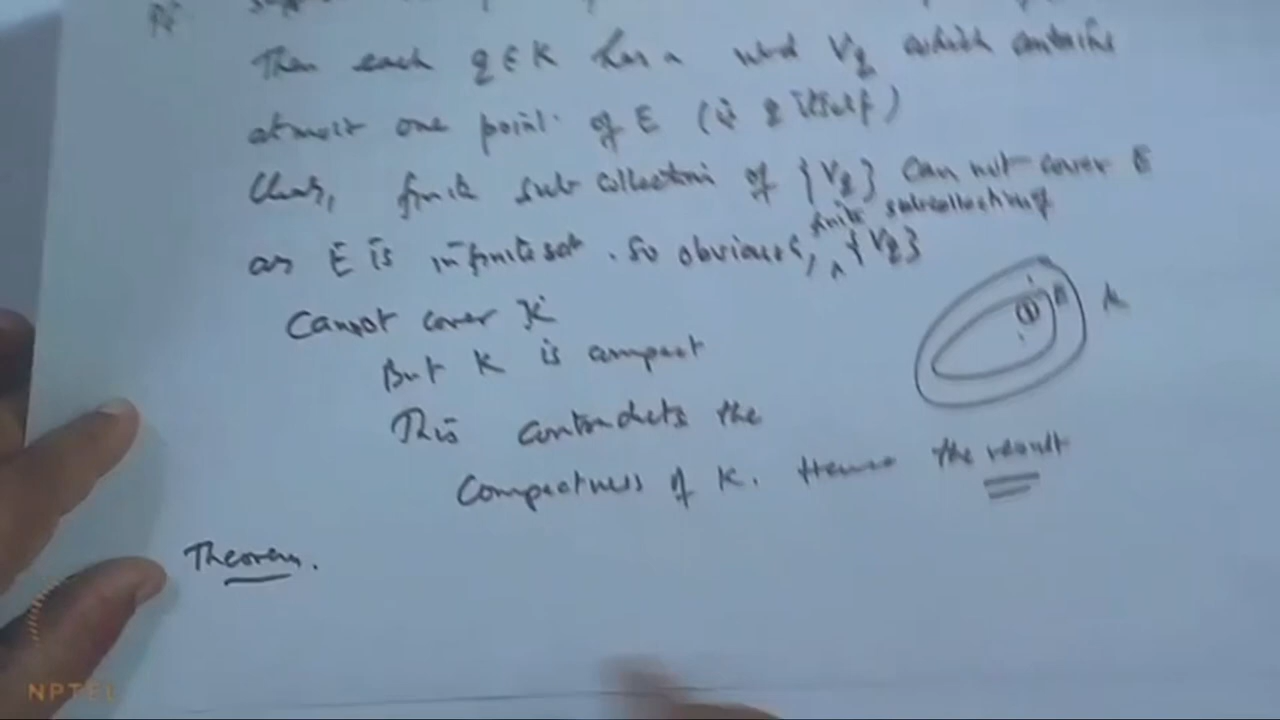 Then each q ∈ K has a nbd V_q which contains
atmost one point of E (ie q itself)
Clearly, finite sub collection of {V_q} Can not cover E
as E is infinite set. So obviously, finite subcollection of {V_q}
Cannot cover K
But K is compact
This contradicts the
Compactness of K. Hence the result
Theorem.
K
NPTEL